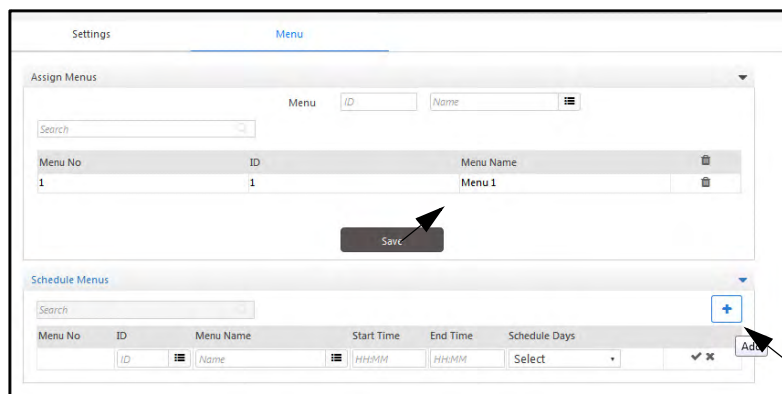 Settings Menu
Assign Menus
Menu ID Name
Search
Menu No ID Menu Name
1 1 Menu 1
Save
Schedule Menus
Search
+
Menu No ID Menu Name Start Time End Time Schedule Days
Add
ID Name HH:MM HH:MM Select